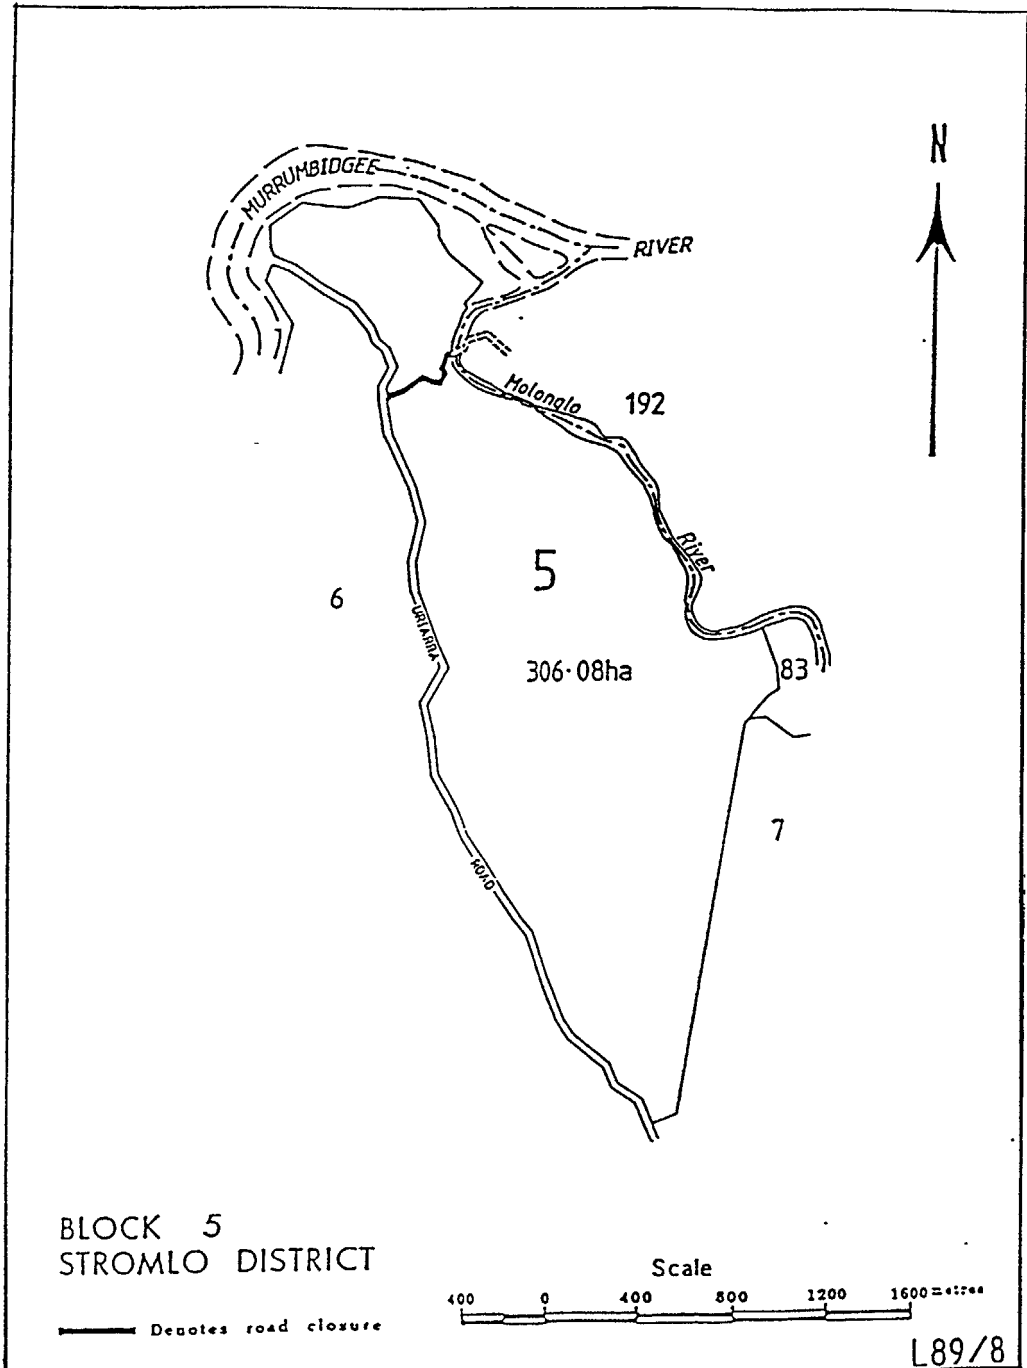 N
MURRUMBIDGEE
RIVER
Molonglo
192
River
5
6
URIARRA
306·08ha
83
7
ROAD
BLOCK 5
STROMLO DISTRICT
Scale
400 0 400 800 1200 1600 metres
Denotes road closure
L89/8